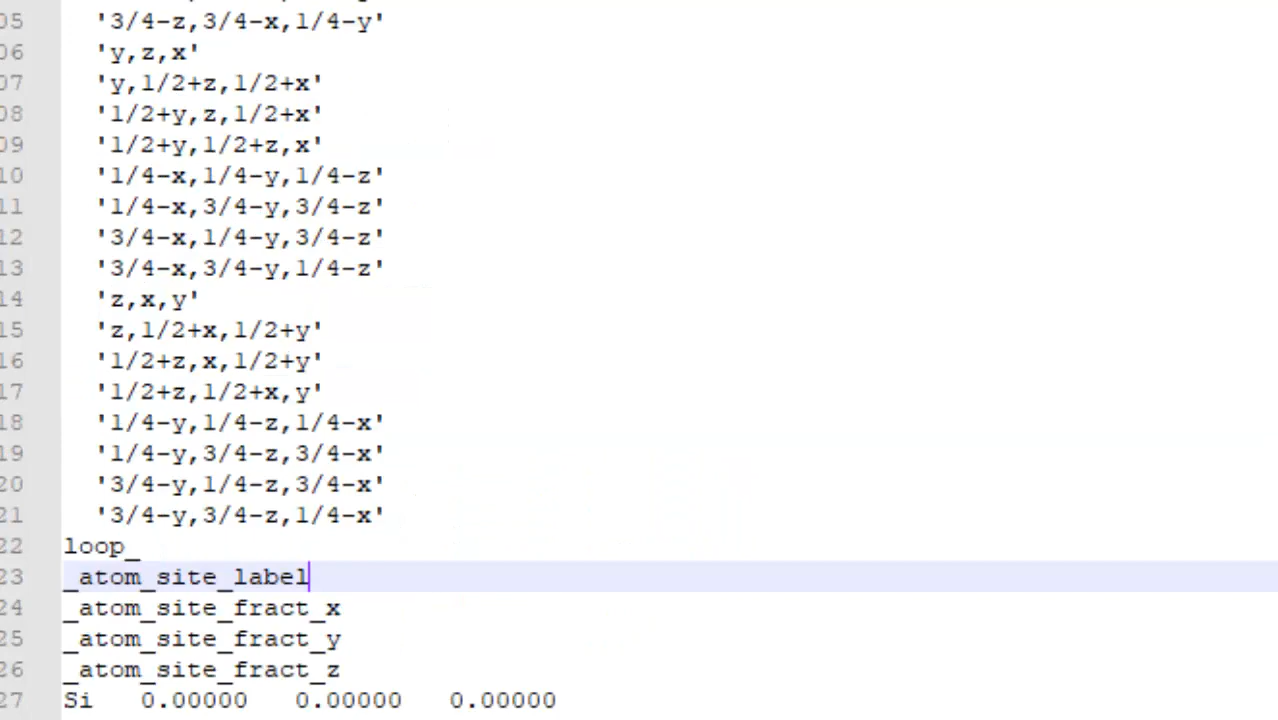 05 '3/4-z,3/4-x,1/4-y'
06 'y,z,x'
07 'y,1/2+z,1/2+x'
08 '1/2+y,z,1/2+x'
09 '1/2+y,1/2+z,x'
10 '1/4-x,1/4-y,1/4-z'
11 '1/4-x,3/4-y,3/4-z'
12 '3/4-x,1/4-y,3/4-z'
13 '3/4-x,3/4-y,1/4-z'
14 'z,x,y'
15 'z,1/2+x,1/2+y'
16 '1/2+z,x,1/2+y'
17 '1/2+z,1/2+x,y'
18 '1/4-y,1/4-z,1/4-x'
19 '1/4-y,3/4-z,3/4-x'
20 '3/4-y,1/4-z,3/4-x'
21 '3/4-y,3/4-z,1/4-x'
22 loop_
23 _atom_site_label
24 _atom_site_fract_x
25 _atom_site_fract_y
26 _atom_site_fract_z
27 Si 0.00000 0.00000 0.00000